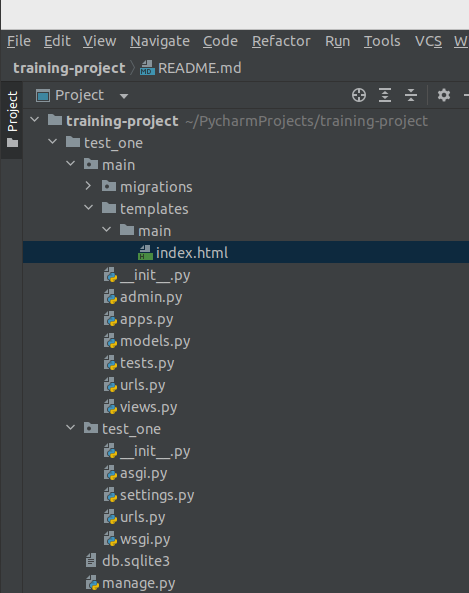 File Edit View Navigate Code Refactor Run Tools VCS W
training-project README.md
Project
Project
training-project ~/PycharmProjects/training-project
test_one
main
migrations
templates
main
index.html
__init__.py
admin.py
apps.py
models.py
tests.py
urls.py
views.py
test_one
__init__.py
asgi.py
settings.py
urls.py
wsgi.py
db.sqlite3
manage.py